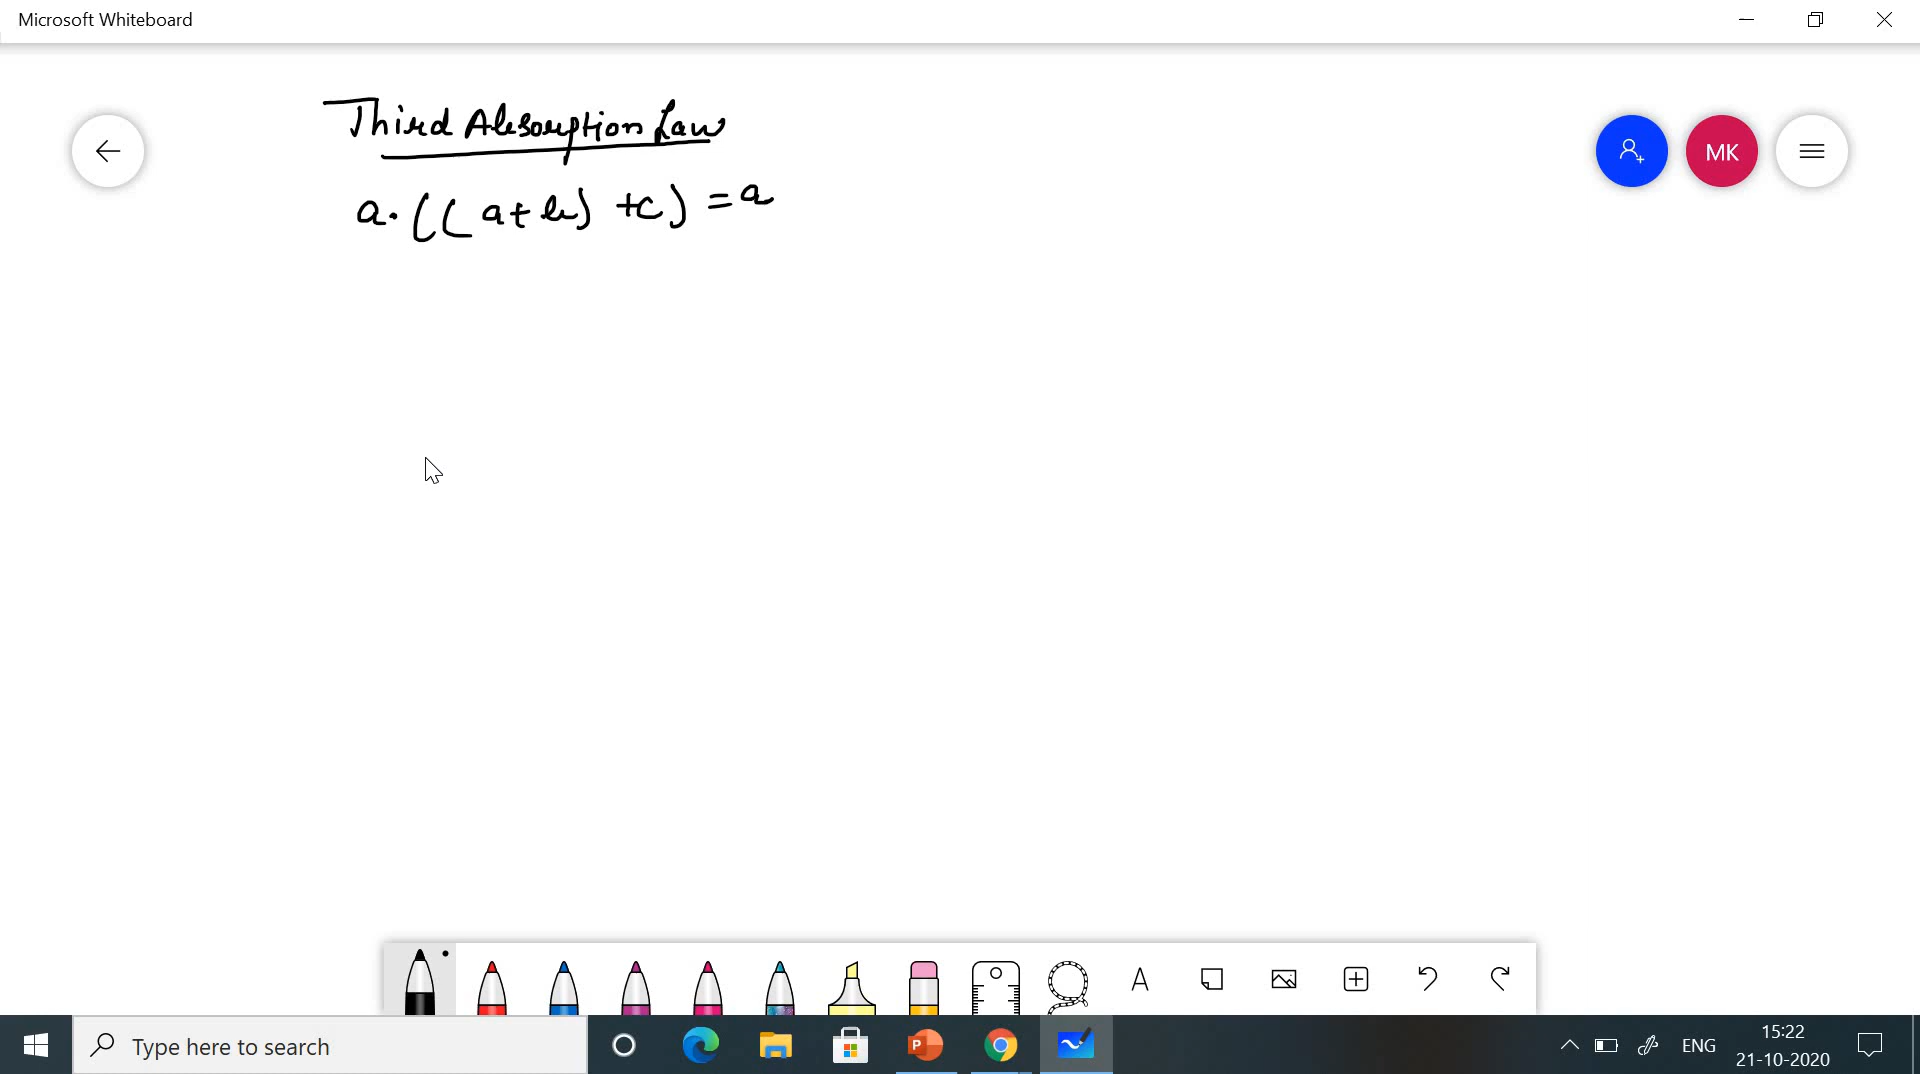 Microsoft Whiteboard
Third Absorption Law
a.((a+b)+c)=a
MK
A
Type here to search
P
ENG
15:22
21-10-2020